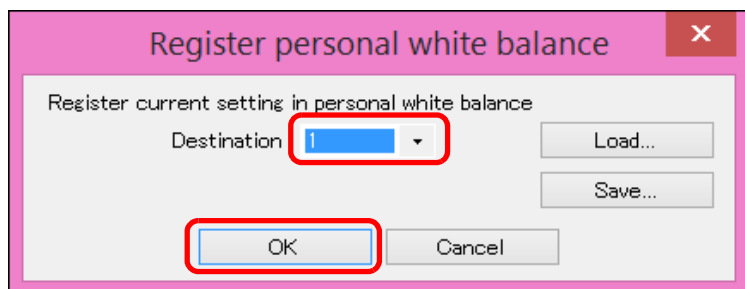 Register personal white balance
Register current setting in personal white balance
Destination 1 Load...
Save...
OK Cancel